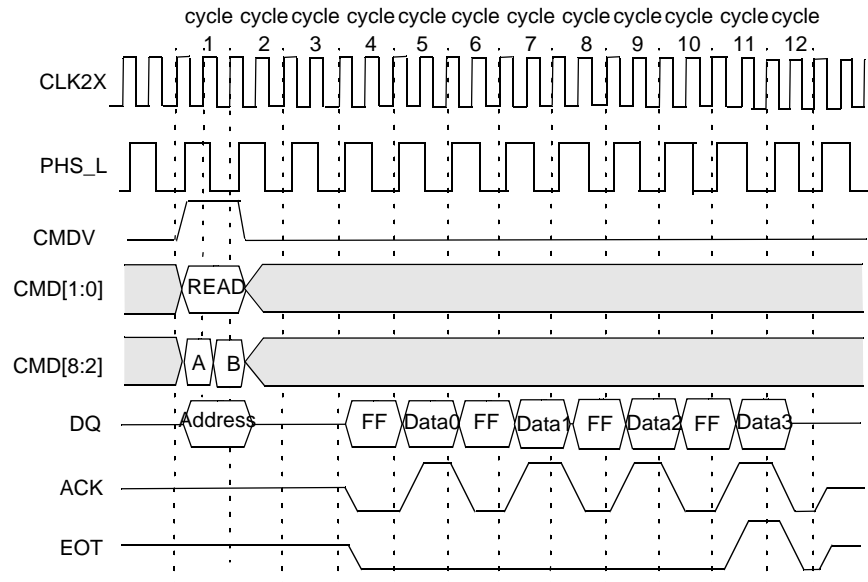 cycle cycle cycle cycle cycle cycle cycle cycle cycle cycle cycle cycle
1 2 3 4 5 6 7 8 9 10 11 12
CLK2X
PHS_L
CMDV
CMD[1:0] READ
CMD[8:2] A B
DQ Address FF Data0 FF Data1 FF Data2 FF Data3
ACK
EOT